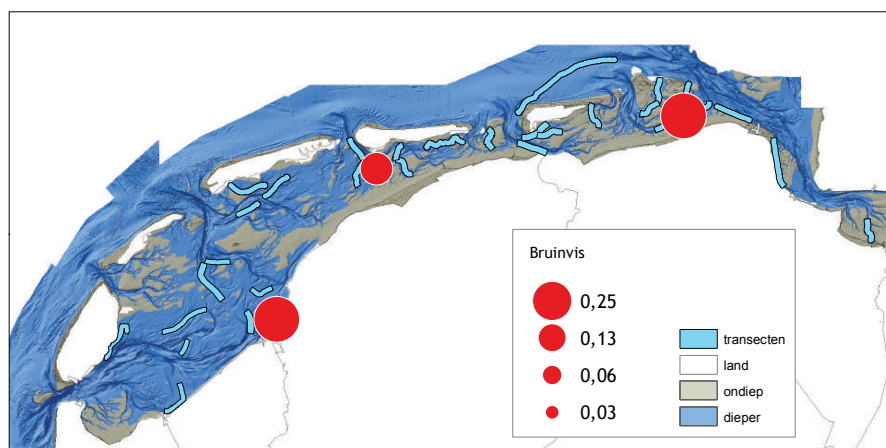 Bruinvis
0,25
0,13
0,06
0,03
transecten
land
ondiep
dieper